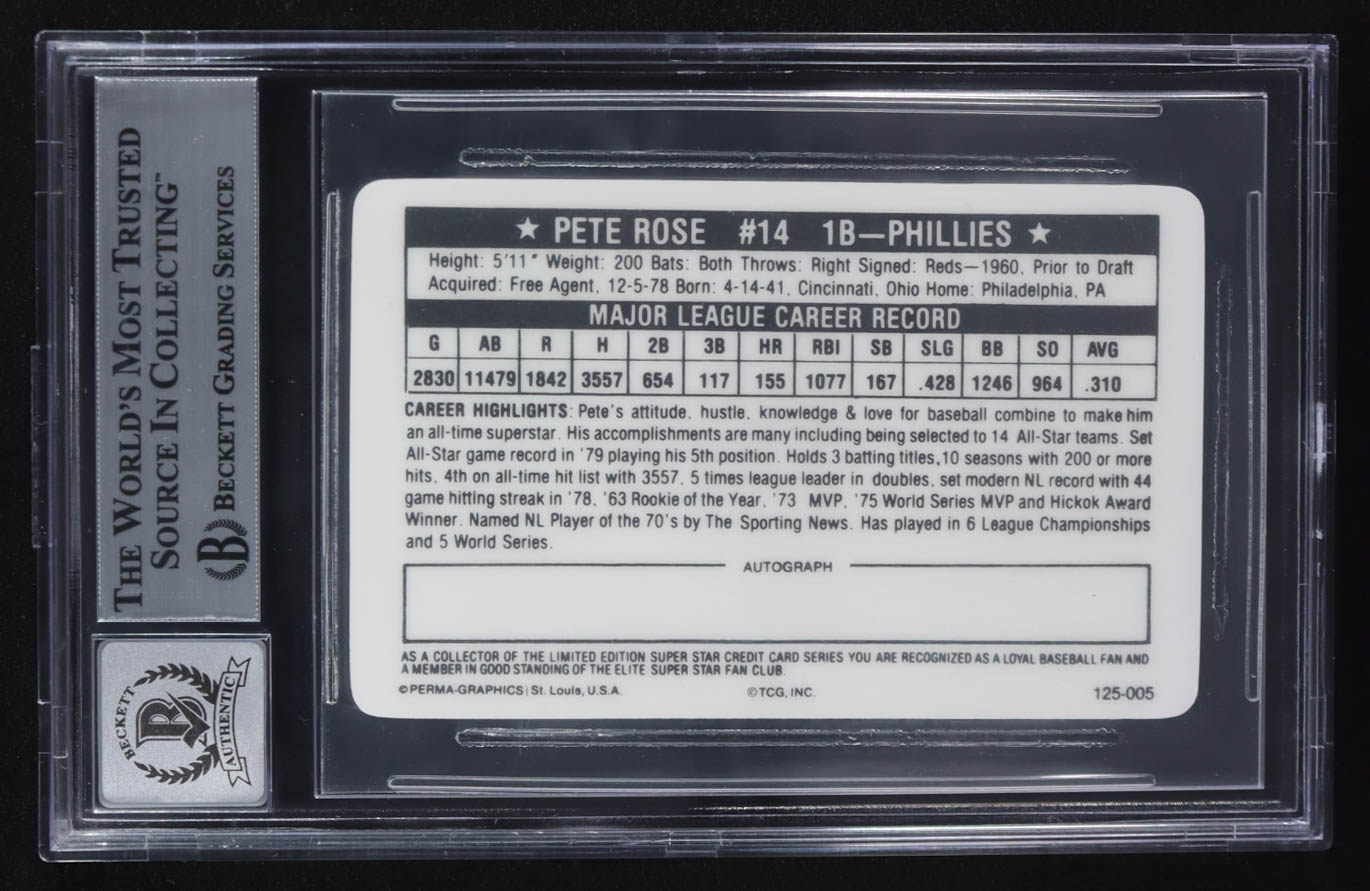 THE WORLD'S MOST TRUSTED
SOURCE IN COLLECTING™
B BECKETT GRADING SERVICES
BECKETT
B
AUTHENTIC
★ PETE ROSE #14 1B—PHILLIES ★
Height: 5'11" Weight: 200 Bats: Both Throws: Right Signed: Reds—1960, Prior to Draft
Acquired: Free Agent, 12-5-78 Born: 4-14-41, Cincinnati, Ohio Home: Philadelphia, PA
MAJOR LEAGUE CAREER RECORD
G AB R H 2B 3B HR RBI SB SLG BB SO AVG
2830 11479 1842 3557 654 117 155 1077 167 .428 1246 964 .310
CAREER HIGHLIGHTS: Pete's attitude, hustle, knowledge & love for baseball combine to make him
an all-time superstar. His accomplishments are many including being selected to 14 All-Star teams. Set
All-Star game record in '79 playing his 5th position. Holds 3 batting titles,10 seasons with 200 or more
hits, 4th on all-time hit list with 3557, 5 times league leader in doubles, set modern NL record with 44
game hitting streak in '78, '63 Rookie of the Year, '73 MVP, '75 World Series MVP and Hickok Award
Winner. Named NL Player of the 70's by The Sporting News. Has played in 6 League Championships
and 5 World Series.
AUTOGRAPH
AS A COLLECTOR OF THE LIMITED EDITION SUPER STAR CREDIT CARD SERIES YOU ARE RECOGNIZED AS A LOYAL BASEBALL FAN AND
A MEMBER IN GOOD STANDING OF THE ELITE SUPER STAR FAN CLUB.
©PERMA-GRAPHICS | St. Louis, U.S.A. ©TCG, INC. 125-005